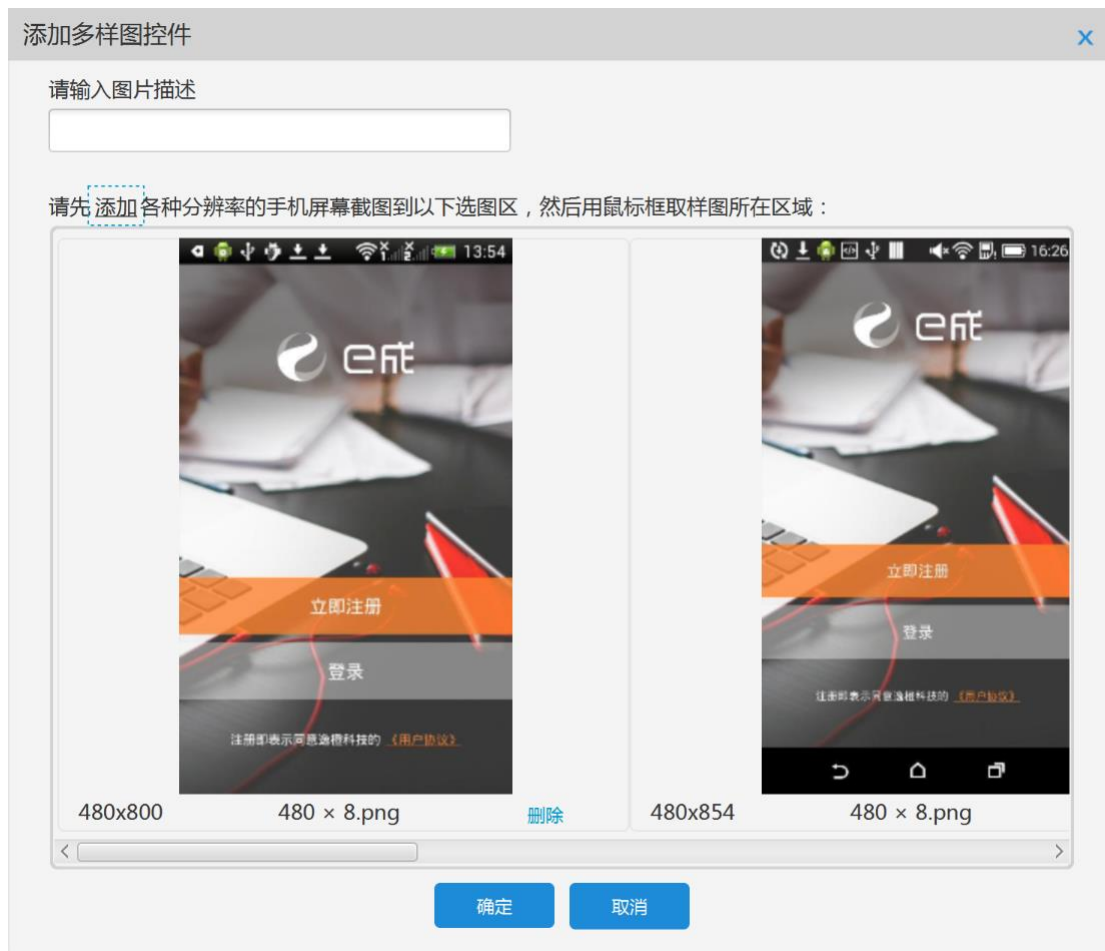 添加多样图控件
x
请输入图片描述
请先 添加 各种分辨率的手机屏幕截图到以下选图区，然后用鼠标框取样图所在区域：
13:54
e成
立即注册
登录
注册即表示同意逸橙科技的 《用户协议》
480x800 480 × 8.png 删除
16:26
e成
立即注册
登录
注册即表示同意逸橙科技的 《用户协议》
480x854 480 × 8.png
确定 取消